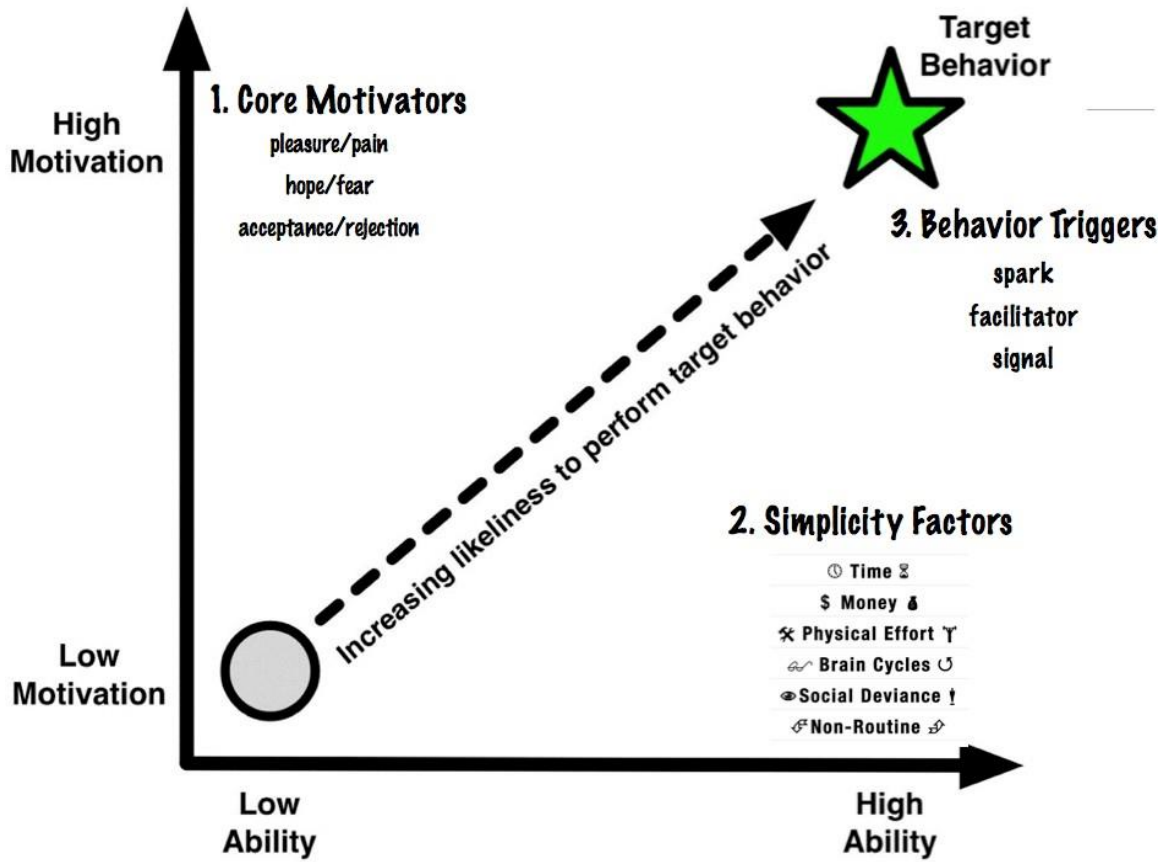 Target
Behavior
1. Core Motivators
pleasure/pain
hope/fear
acceptance/rejection
High
Motivation
3. Behavior Triggers
spark
facilitator
signal
Increasing likeliness to perform target behavior
2. Simplicity Factors
Time
$ Money
Physical Effort
Brain Cycles
Social Deviance
Non-Routine
Low
Motivation
Low
Ability
High
Ability